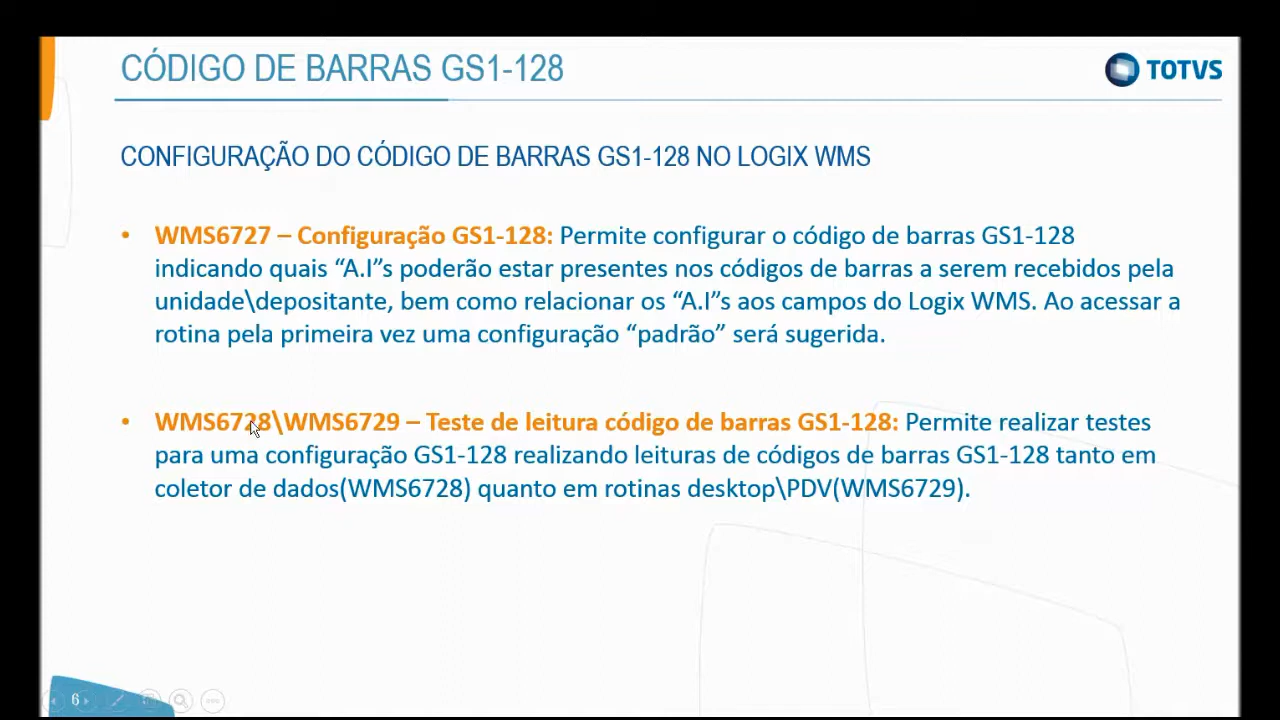 CÓDIGO DE BARRAS GS1-128
TOTVS
CONFIGURAÇÃO DO CÓDIGO DE BARRAS GS1-128 NO LOGIX WMS
• WMS6727 – Configuração GS1-128: Permite configurar o código de barras GS1-128
indicando quais “A.I”s poderão estar presentes nos códigos de barras a serem recebidos pela
unidade\depositante, bem como relacionar os “A.I”s aos campos do Logix WMS. Ao acessar a
rotina pela primeira vez uma configuração “padrão” será sugerida.
• WMS6728\WMS6729 – Teste de leitura código de barras GS1-128: Permite realizar testes
para uma configuração GS1-128 realizando leituras de códigos de barras GS1-128 tanto em
coletor de dados(WMS6728) quanto em rotinas desktop\PDV(WMS6729).
6